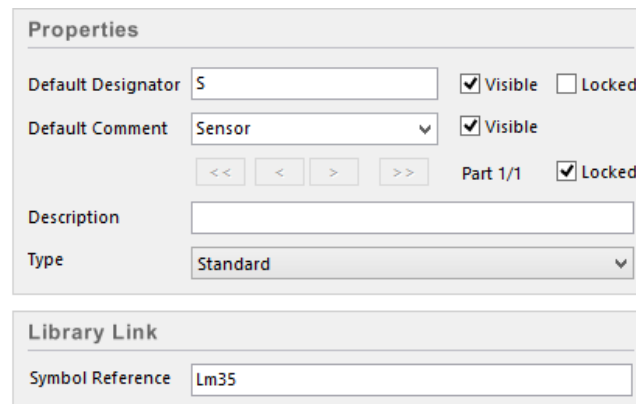 Properties
Default Designator S Visible Locked
Default Comment Sensor Visible
<< < > >> Part 1/1 Locked
Description
Type Standard
Library Link
Symbol Reference Lm35